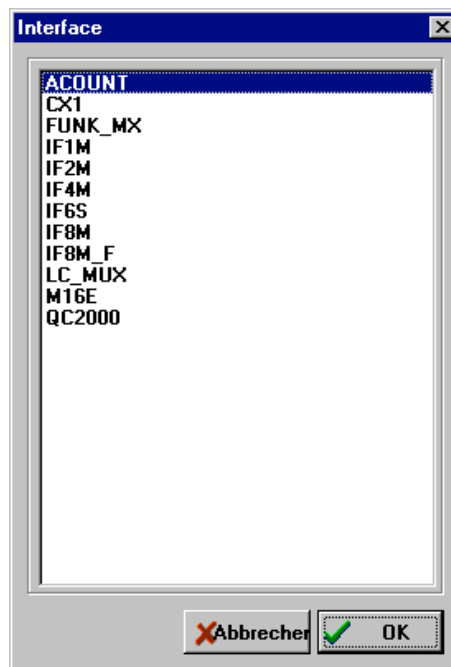 Interface
ACOUNT
CX1
FUNK_MX
IF1M
IF2M
IF4M
IF6S
IF8M
IF8M_F
LC_MUX
M16E
QC2000
Abbrecher OK